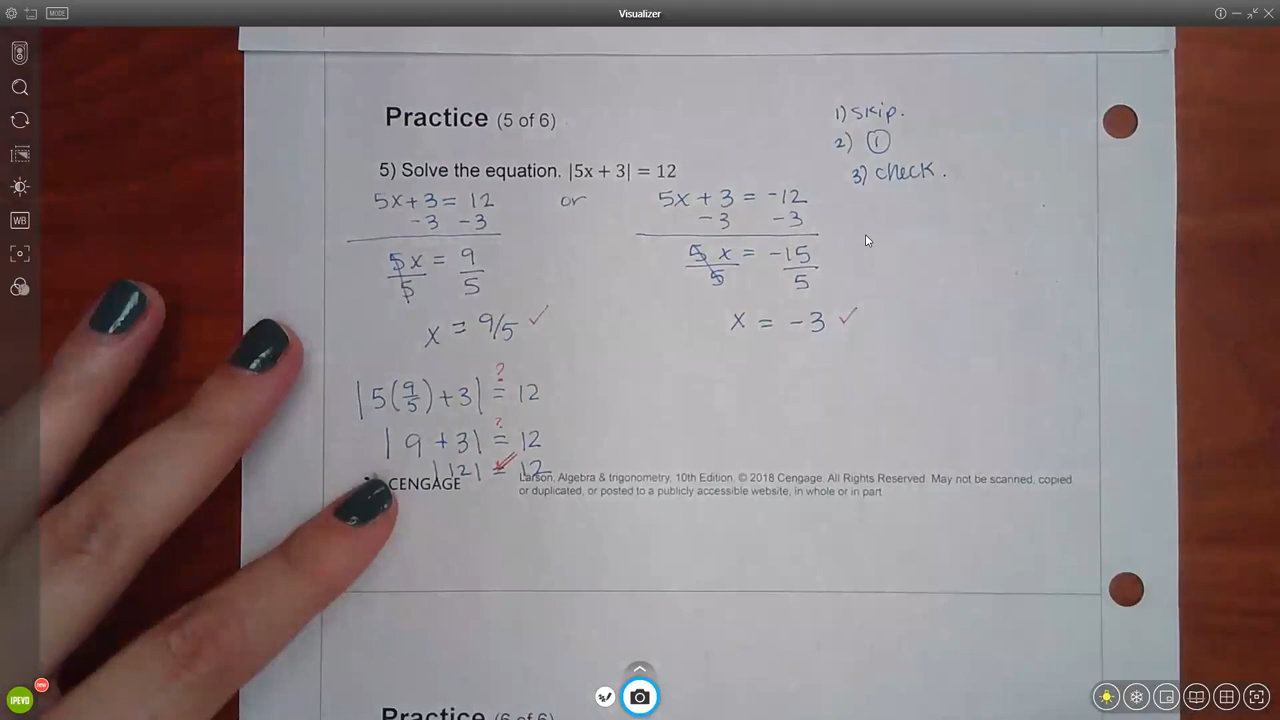 MODE
Visualizer
Practice (5 of 6)
1) Skip.
2) ①
3) check.
5) Solve the equation. |5x + 3| = 12
5x + 3 = 12 or 5x + 3 = -12
-3 -3 -3 -3
5x = 9 5x = -15
5 5 5 5
x = 9/5 ✓ x = -3 ✓
?
|5(9/5) + 3| = 12
?
|9 + 3| = 12
|12| = 12
CENGAGE
Larson, Algebra & trigonometry, 10th Edition. © 2018 Cengage. All Rights Reserved. May not be scanned, copied
or duplicated, or posted to a publicly accessible website, in whole or in part
Practice (6 of 6)
WB
IPEVO